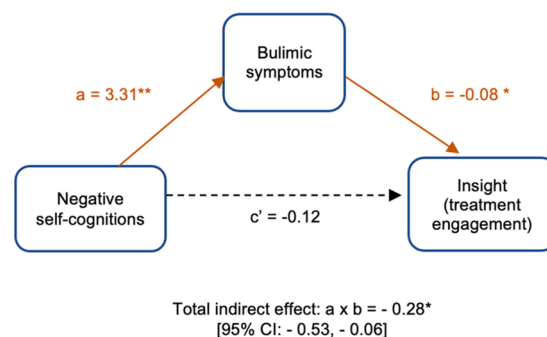 Bulimic
symptoms
a = 3.31**
b = -0.08 *
Negative
self-cognitions
c' = -0.12
Insight
(treatment
engagement)
Total indirect effect: a x b = - 0.28*
[95% CI: - 0.53, - 0.06]